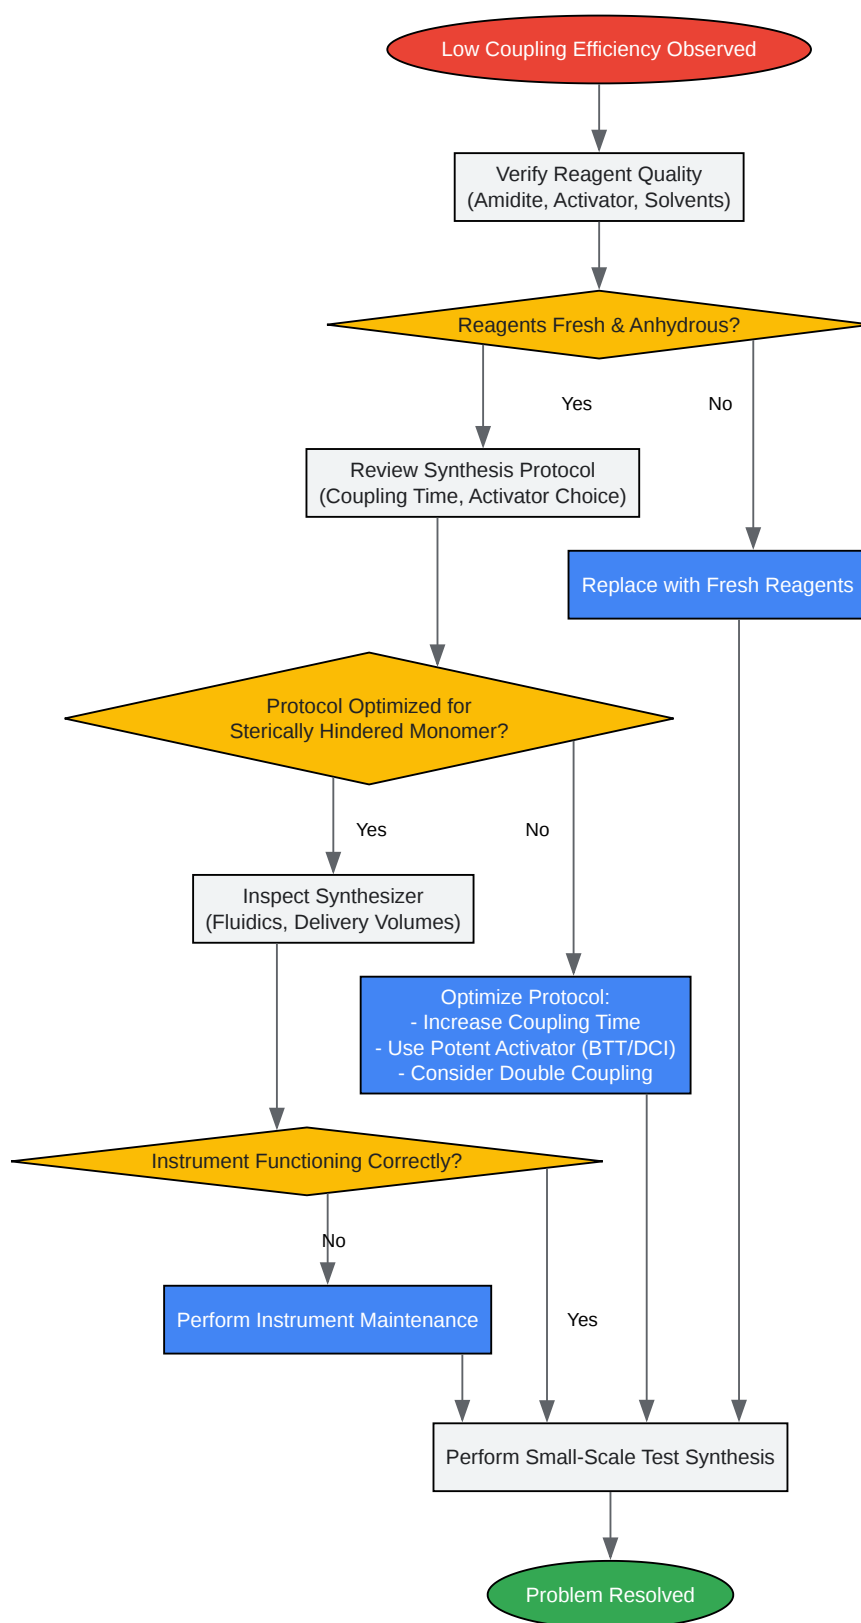 Low Coupling Efficiency Observed
Verify Reagent Quality
(Amidite, Activator, Solvents)
Reagents Fresh & Anhydrous?
Yes
No
Review Synthesis Protocol
(Coupling Time, Activator Choice)
Replace with Fresh Reagents
Protocol Optimized for
Sterically Hindered Monomer?
Yes
No
Inspect Synthesizer
(Fluidics, Delivery Volumes)
Optimize Protocol:
- Increase Coupling Time
- Use Potent Activator (BTT/DCI)
- Consider Double Coupling
Instrument Functioning Correctly?
No
Perform Instrument Maintenance
Yes
Perform Small-Scale Test Synthesis
Problem Resolved